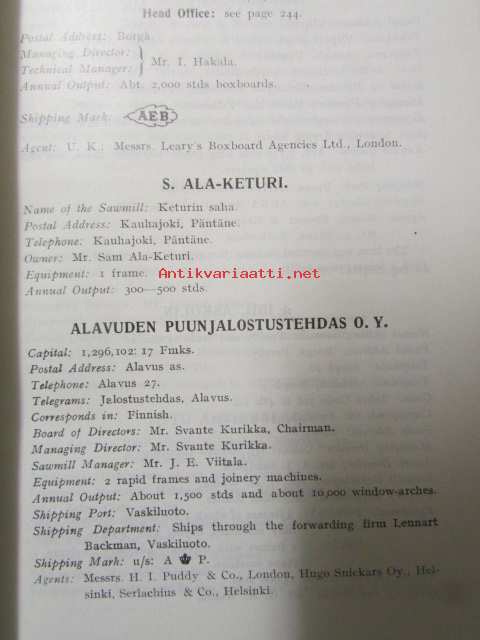 Head Office: see page 244.
Postal Address: Borgå.
Managing Director:
Technical Manager: } Mr. I. Hakala.
Annual Output: Abt. 2,000 stds boxboards.
Shipping Mark: AEB
Agent: U. K.: Messrs. Leary's Boxboard Agencies Ltd., London.
S. ALA-KETURI.
Name of the Sawmill: Keturin saha.
Postal Address: Kauhajoki, Päntäne.
Telephone: Kauhajoki, Päntäne.
Owner: Mr. Sam Ala-Keturi.
Equipment: 1 frame.
Antikvariaatti.net
Annual Output: 300—500 stds.
ALAVUDEN PUUNJALOSTUSTEHDAS O. Y.
Capital: 1,296,102: 17 Fmks.
Postal Address: Alavus as.
Telephone: Alavus 27.
Telegrams: Jalostustehdas, Alavus.
Corresponds in: Finnish.
Board of Directors: Mr. Svante Kurikka, Chairman.
Managing Director: Mr. Svante Kurikka.
Sawmill Manager: Mr. J. E. Viitala.
Equipment: 2 rapid frames and joinery machines.
Annual Output: About 1,500 stds and about 10,000 window-arches.
Shipping Port: Vaskiluoto.
Shipping Department: Ships through the forwarding firm Lennart
Backman, Vaskiluoto.
Shipping Mark: u/s: A P.
Agents: Messrs. H. I. Puddy & Co., London, Hugo Snickars Oy., Hel-
sinki, Serlachius & Co., Helsinki.